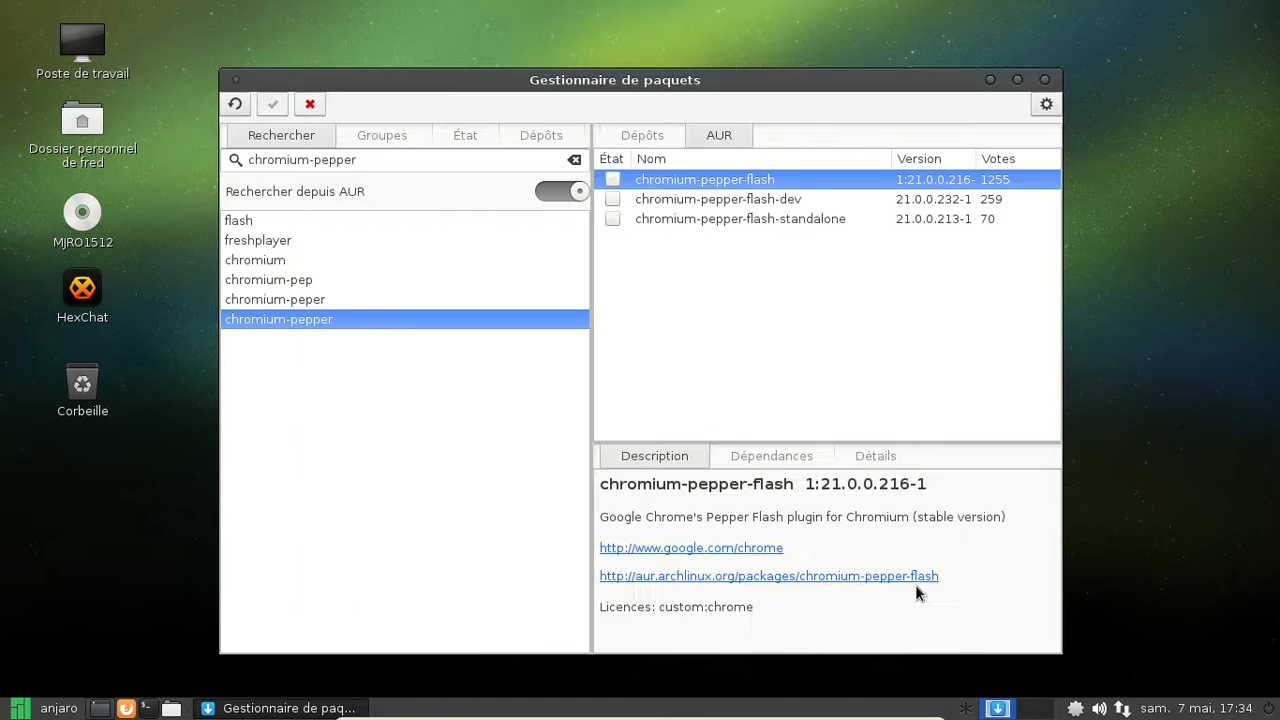 Poste de travail
Dossier personnel
de fred
MJRO1512
HexChat
Corbeille
Gestionnaire de paquets
Rechercher Groupes État Dépôts
chromium-pepper
Rechercher depuis AUR
flash
freshplayer
chromium
chromium-pep
chromium-peper
chromium-pepper
Dépôts AUR
État Nom Version Votes
chromium-pepper-flash 1:21.0.0.216- 1255
chromium-pepper-flash-dev 21.0.0.232-1 259
chromium-pepper-flash-standalone 21.0.0.213-1 70
Description Dépendances Détails
chromium-pepper-flash 1:21.0.0.216-1
Google Chrome's Pepper Flash plugin for Chromium (stable version)
http://www.google.com/chrome
http://aur.archlinux.org/packages/chromium-pepper-flash
Licences: custom:chrome
anjaro Gestionnaire de paq... sam. 7 mai, 17:34